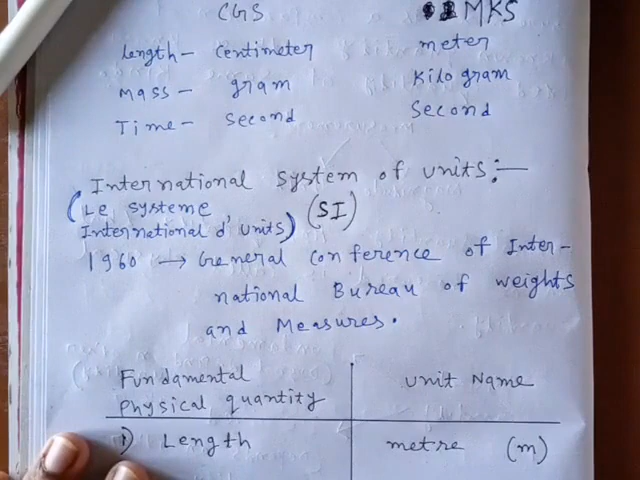 CGS MKS
Length - Centimeter meter
Mass - gram Kilogram
Time - Second Second
International System of units :-
(Le systeme
International d' units) (SI)
1960 → General Conference of Inter-
national Bureau of weights
and Measures.
Fundamental
Physical quantity Unit Name
1) Length metre (m)